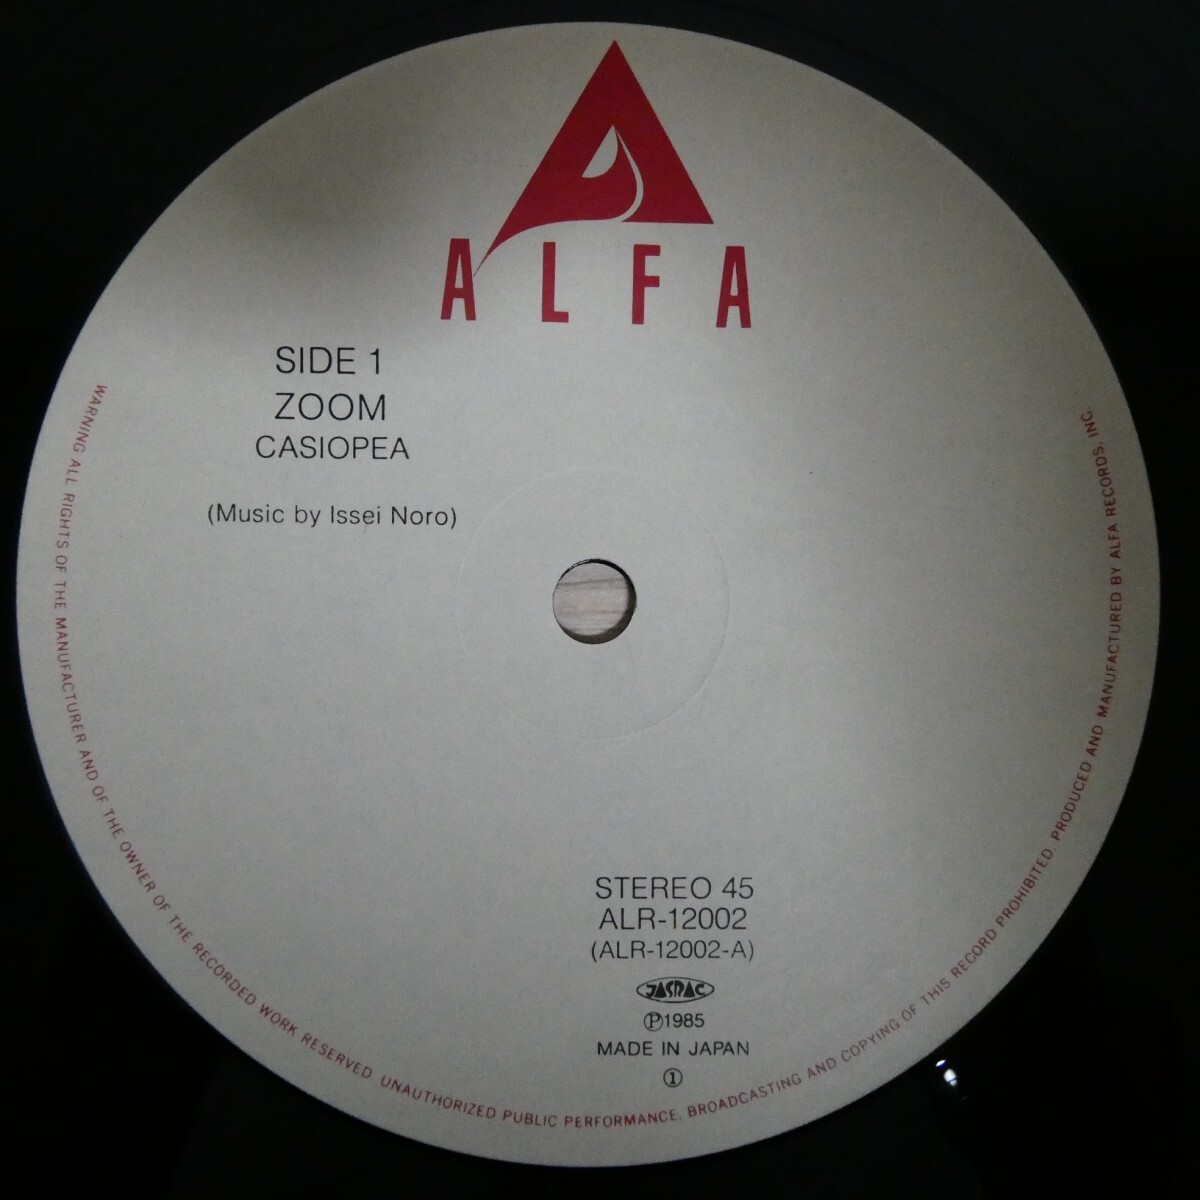 ALFA
SIDE 1
ZOOM
CASIOPEA
(Music by Issei Noro)
STEREO 45
ALR-12002
(ALR-12002-A)
JASRAC
Ⓟ1985
MADE IN JAPAN
①
WARNING ALL RIGHTS OF THE MANUFACTURER AND OF THE OWNER OF THE RECORDED WORK RESERVED UNAUTHORIZED PUBLIC PERFORMANCE, BROADCASTING AND COPYING OF THIS RECORD PROHIBITED. PRODUCED AND MANUFACTURED BY ALFA RECORDS, INC.